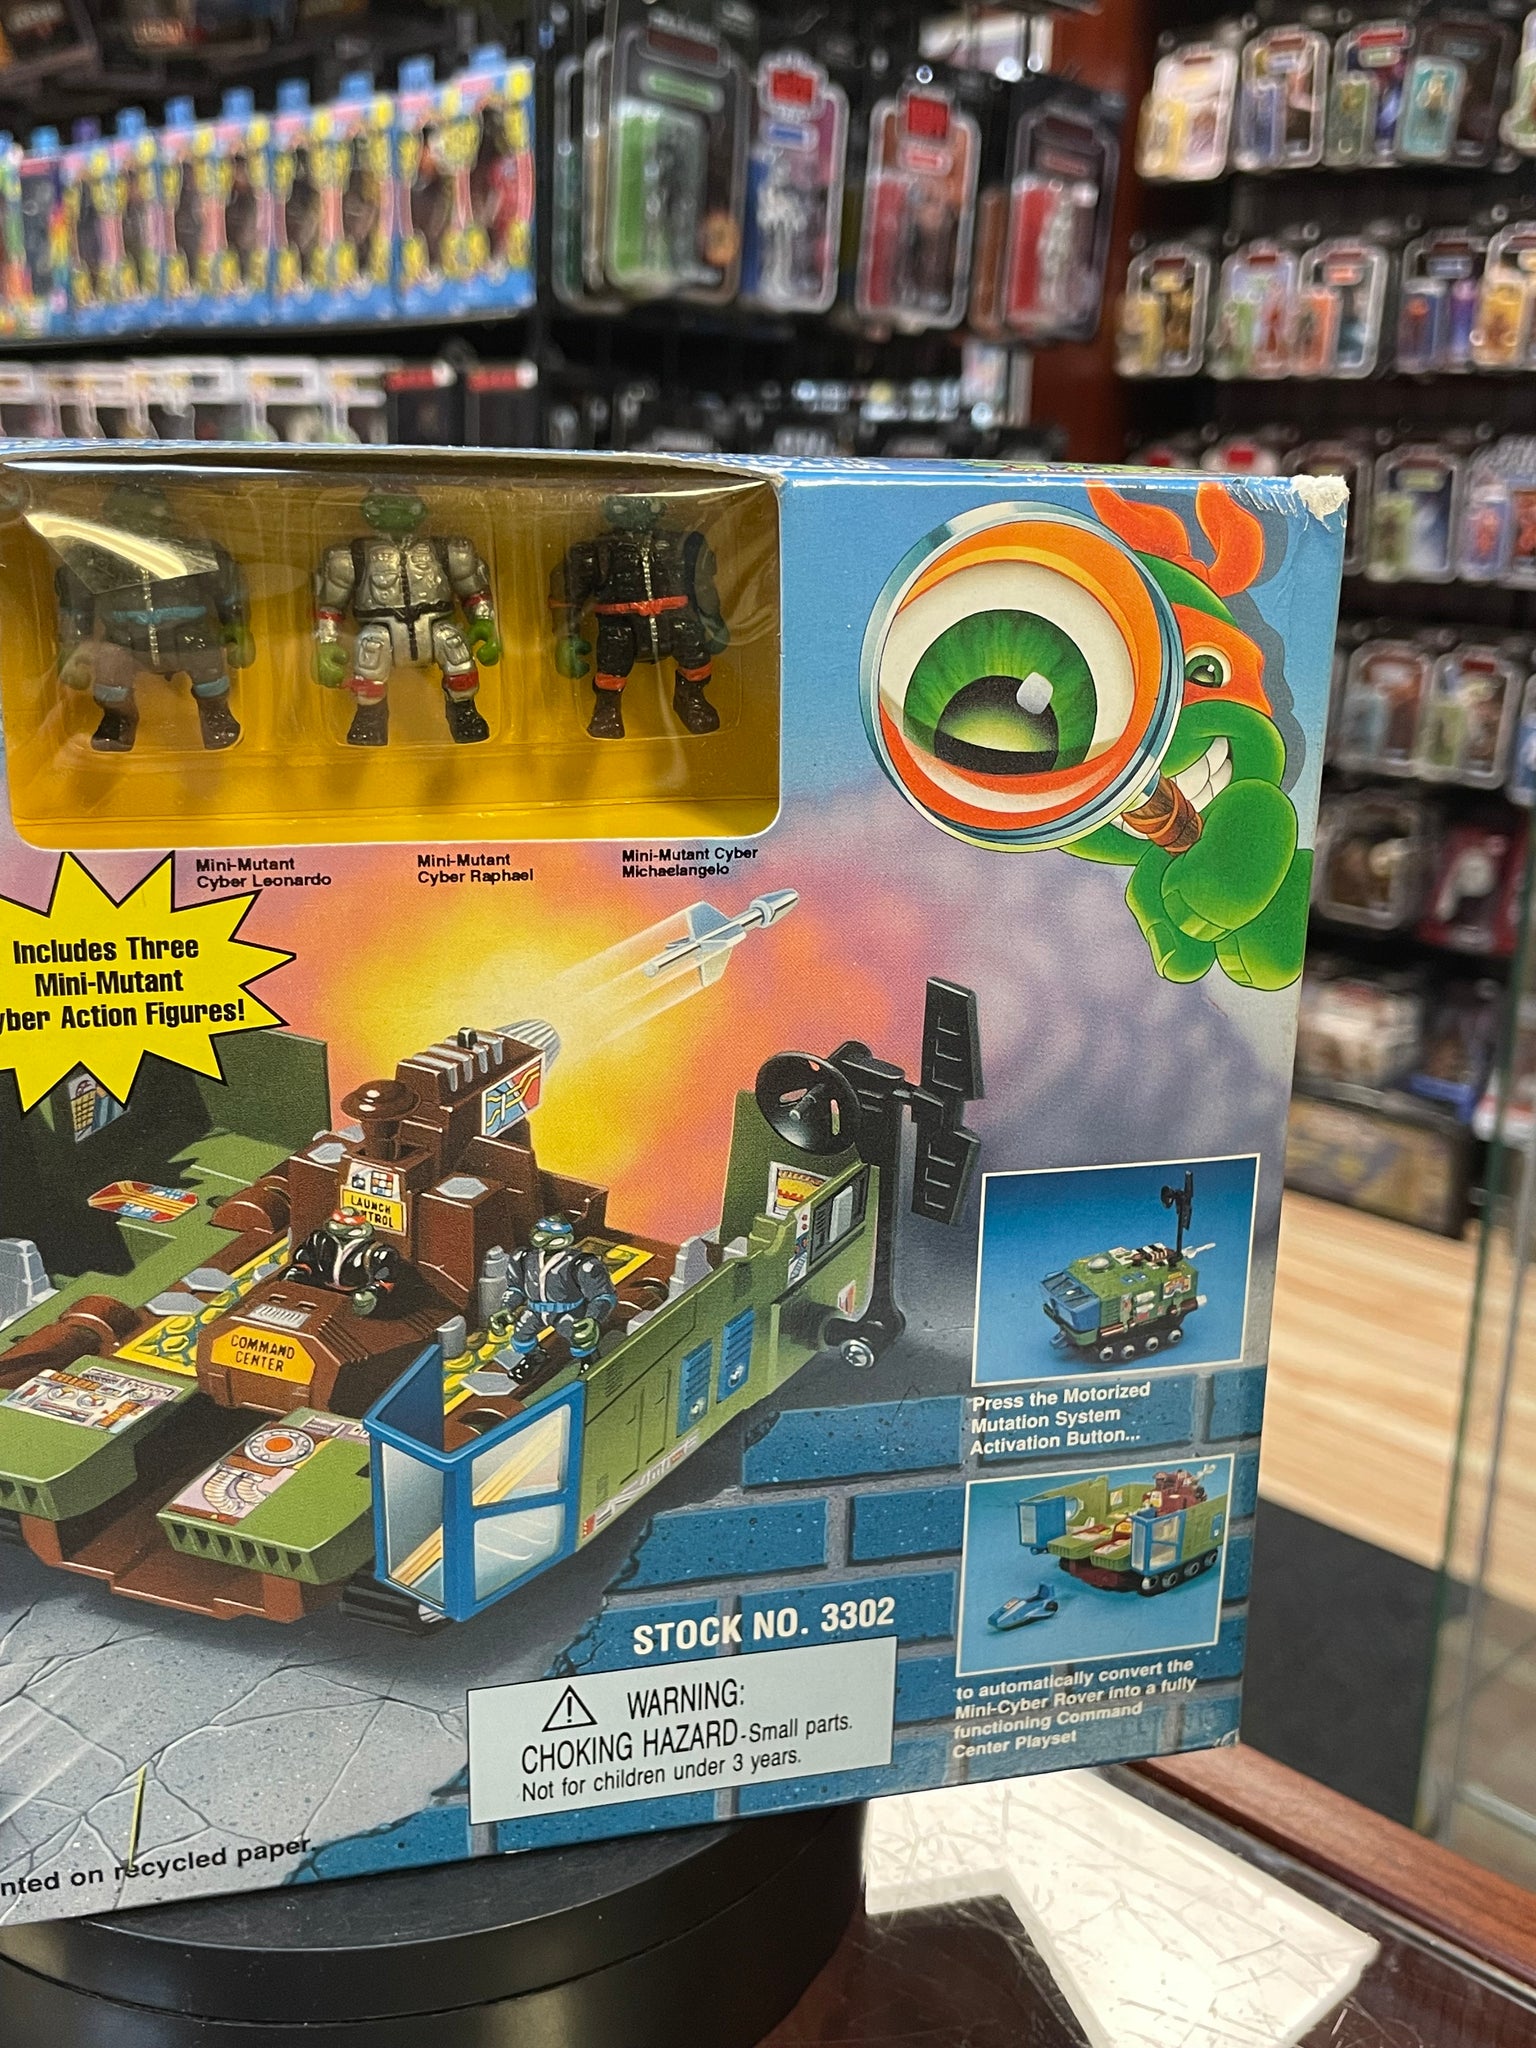 Mini-Mutant
Cyber Leonardo
Mini-Mutant
Cyber Raphael
Mini-Mutant Cyber
Michaelangelo
Includes Three
Mini-Mutant
yber Action Figures!
LAUNCH
TROL
COMMAND
CENTER
Press the Motorized
Mutation System
Activation Button...
to automatically convert the
Mini-Cyber Rover into a fully
functioning Command
Center Playset
STOCK NO. 3302
WARNING:
CHOKING HAZARD-Small parts.
Not for children under 3 years.
nted on recycled paper.